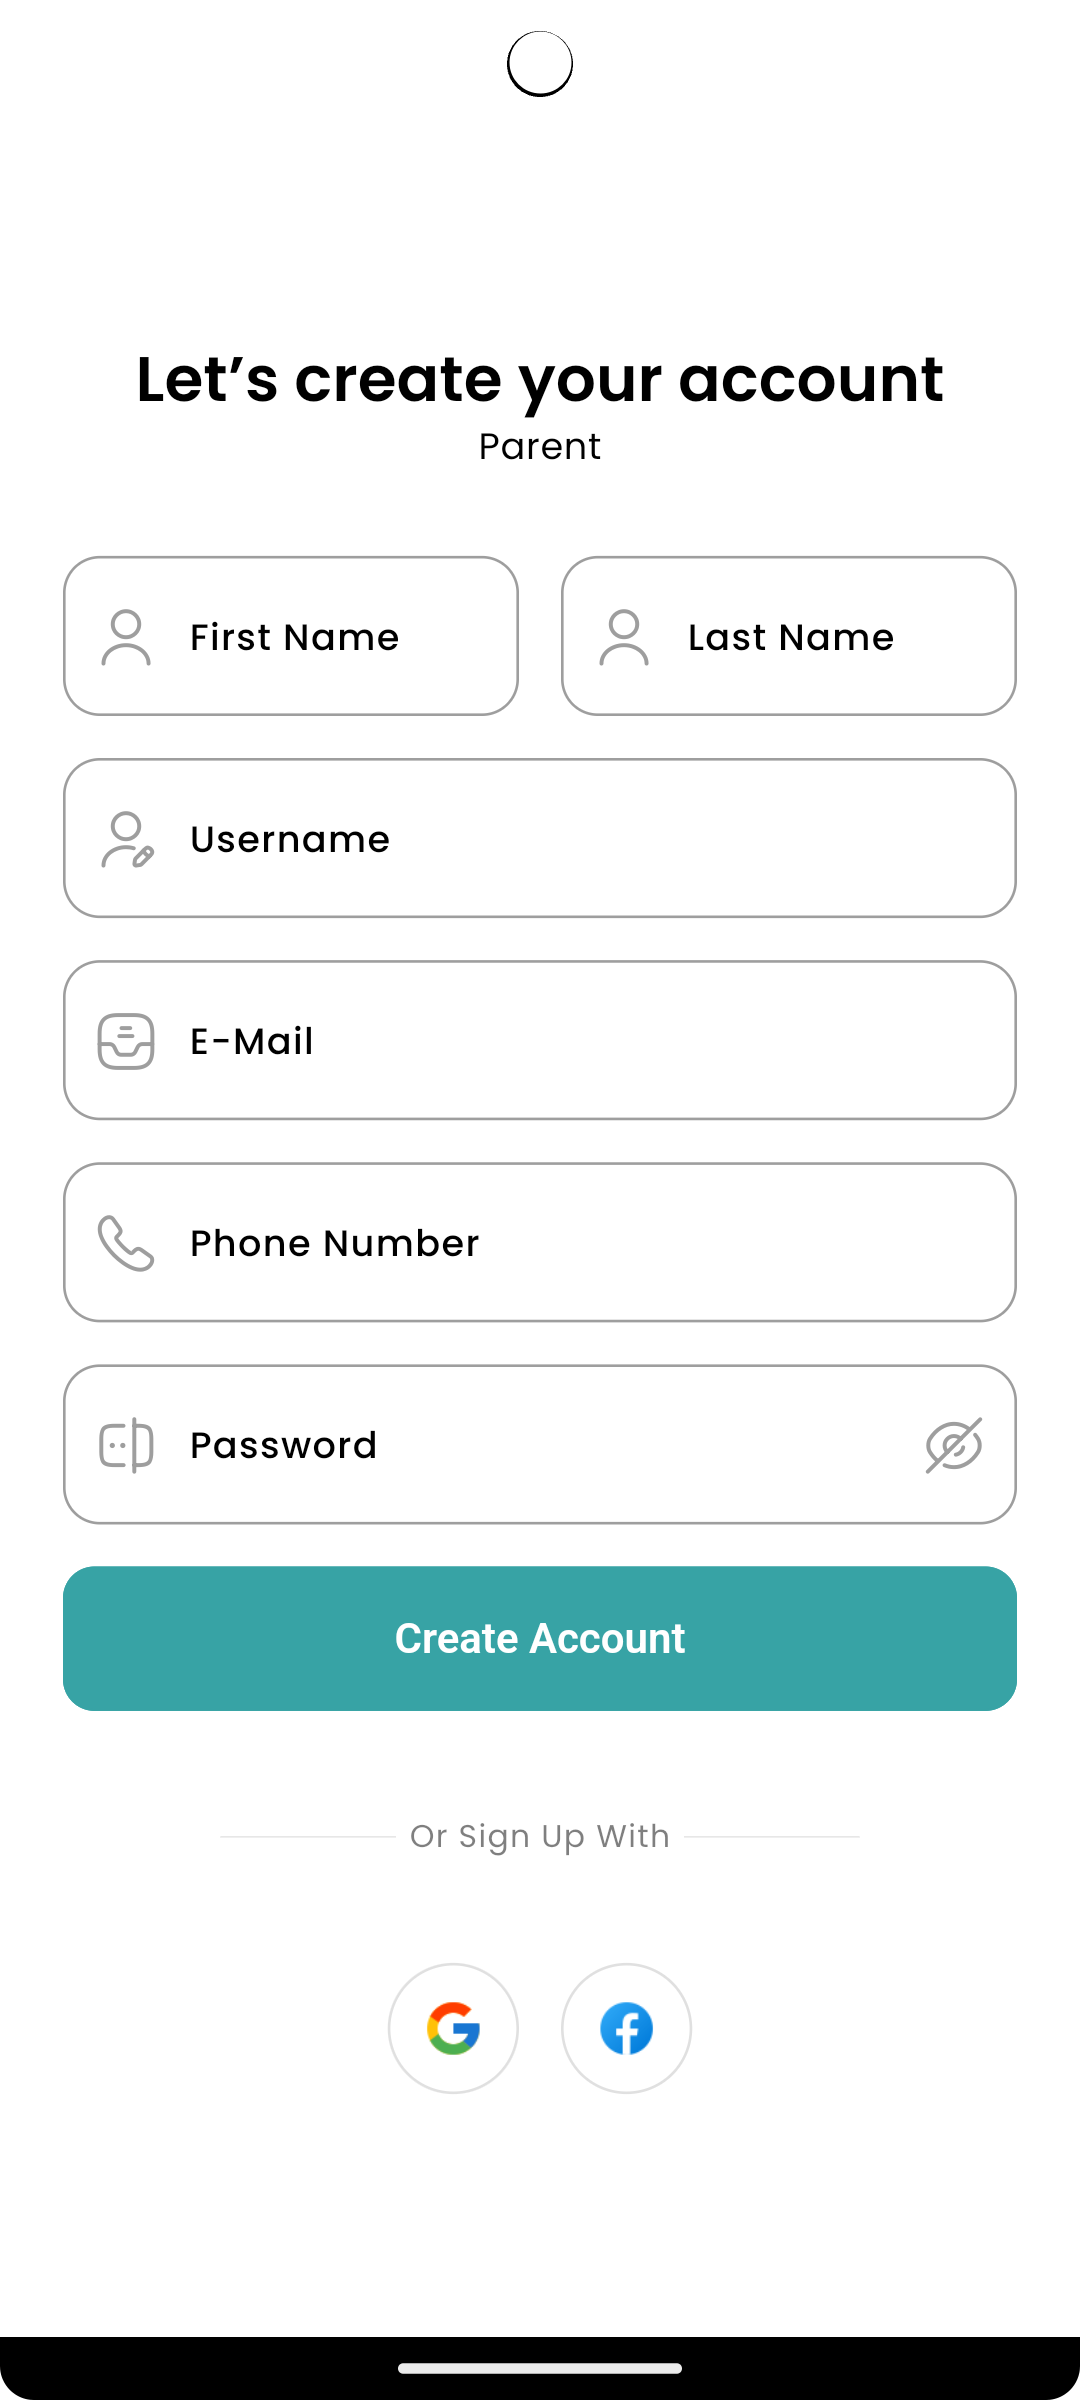 Let’s create your account
Parent
First Name
Last Name
Username
E-Mail
Phone Number
Password
Create Account
Or Sign Up With